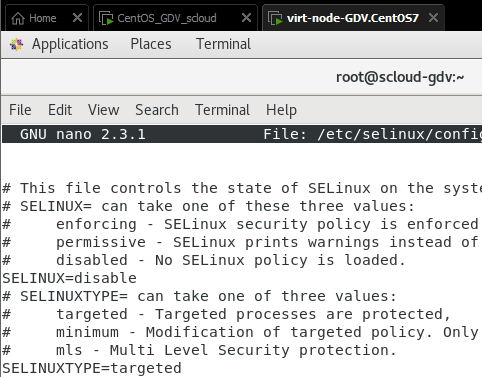 Home CentOS_GDV_scloud virt-node-GDV.CentOS7
Applications Places Terminal
root@scloud-gdv:~
File Edit View Search Terminal Help
GNU nano 2.3.1 File: /etc/selinux/config
# This file controls the state of SELinux on the syste
# SELINUX= can take one of these three values:
#     enforcing - SELinux security policy is enforced
#     permissive - SELinux prints warnings instead of
#     disabled - No SELinux policy is loaded.
SELINUX=disable
# SELINUXTYPE= can take one of three values:
#     targeted - Targeted processes are protected,
#     minimum - Modification of targeted policy. Only
#     mls - Multi Level Security protection.
SELINUXTYPE=targeted